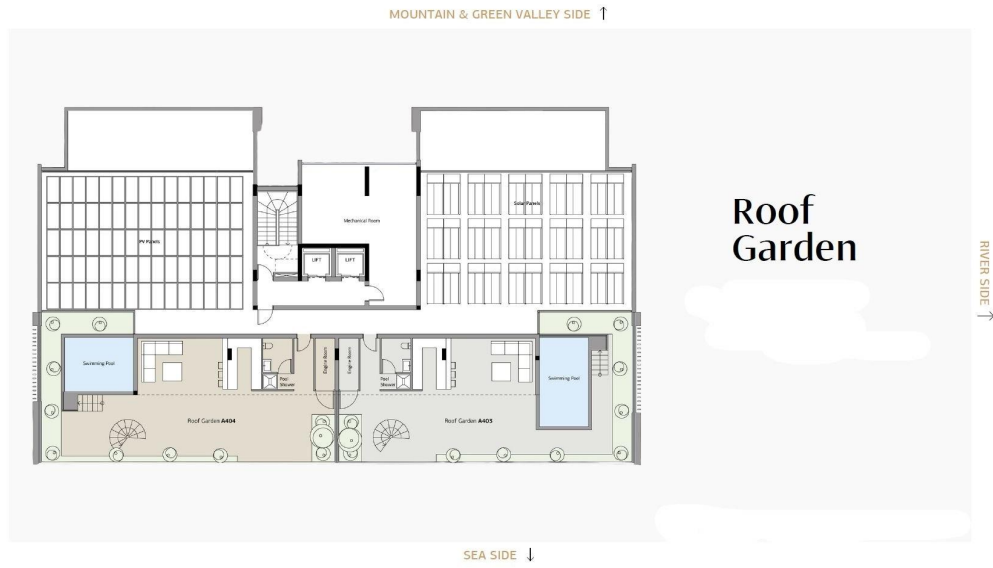 MOUNTAIN & GREEN VALLEY SIDE ↑
Roof
Garden
RIVER SIDE →
Solar Panels
Mechanical Room
PV Panels
LIFT
LIFT
Swimming Pool
Engine Room
Engine Room
Pool
Shower
Pool
Shower
Swimming Pool
Roof Garden A404
Roof Garden A405
SEA SIDE ↓